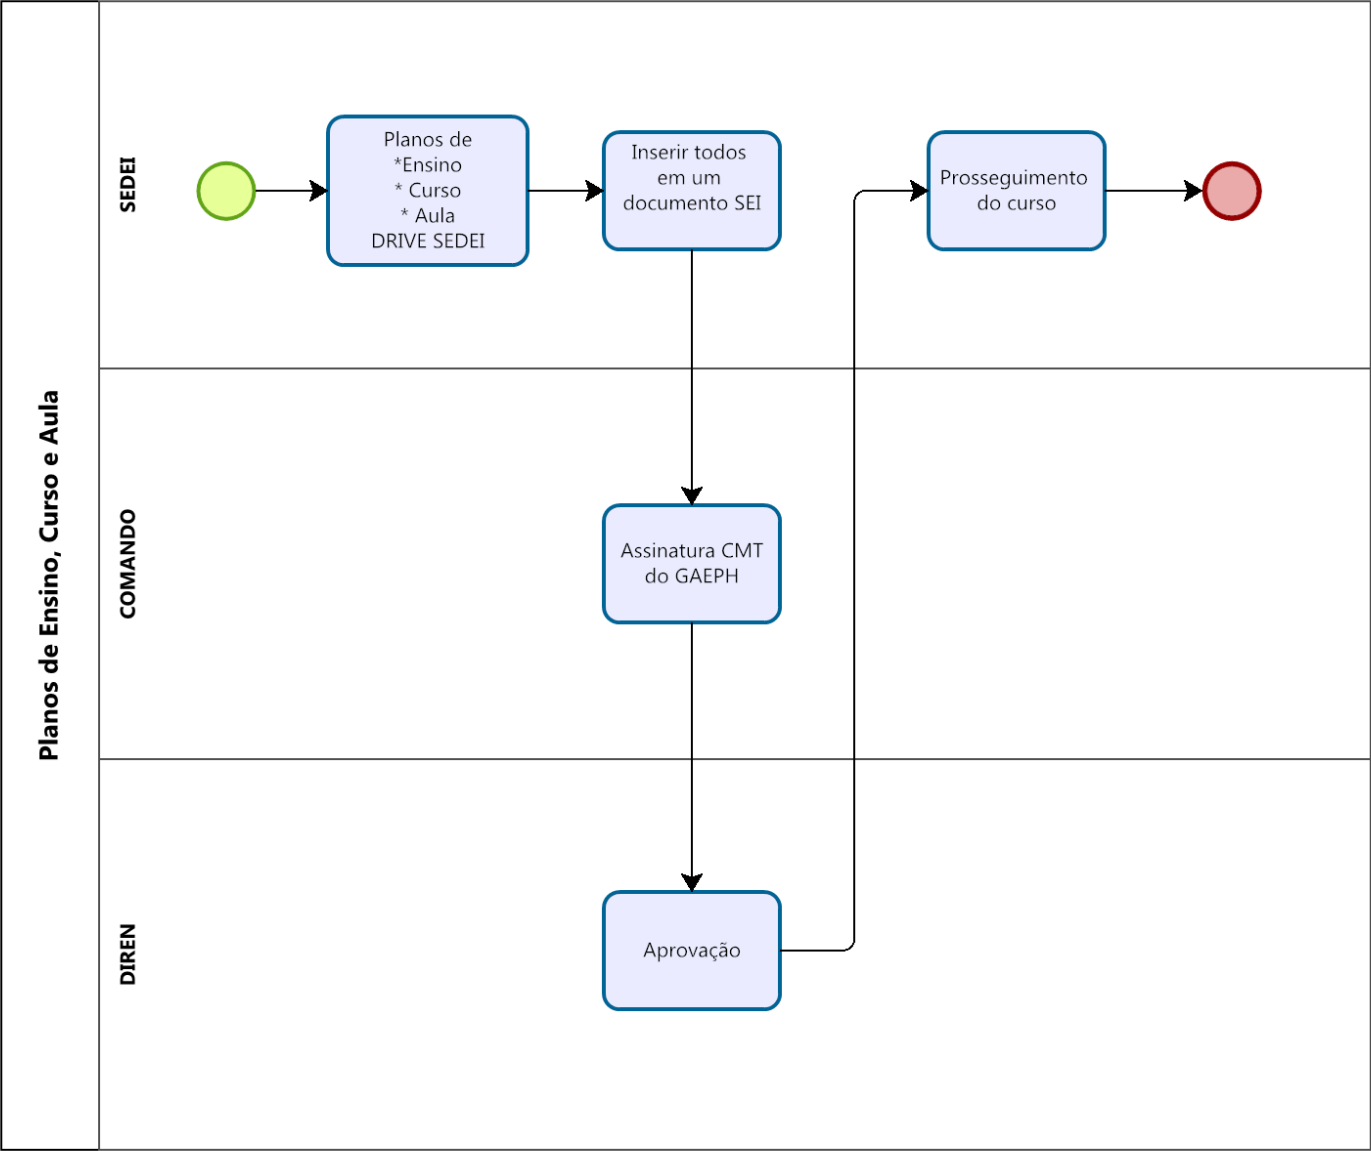 Planos de Ensino, Curso e Aula
SEDEI
Planos de
*Ensino
* Curso
* Aula
DRIVE SEDEI
Inserir todos
em um
documento SEI
Prosseguimento
do curso
COMANDO
Assinatura CMT
do GAEPH
DIREN
Aprovação